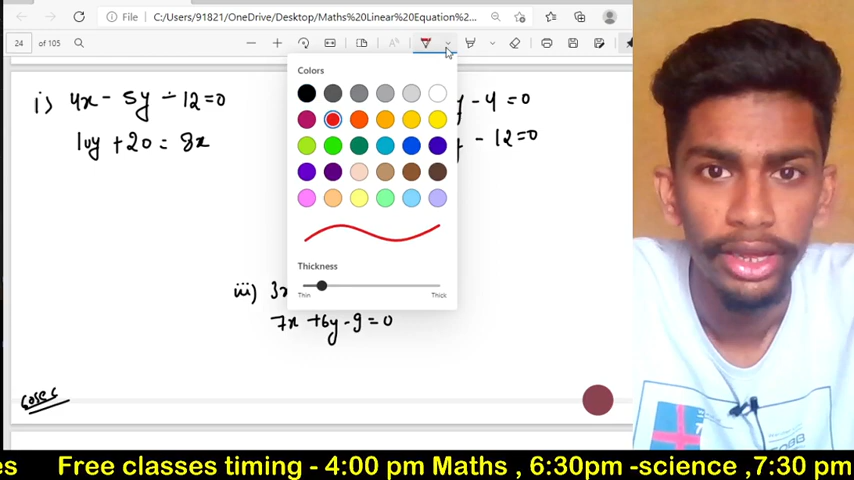 File
C:/Users/91821/OneDrive/Desktop/Maths%20Linear%20Equation%2...
24 of 105
Colors
i) 4x - 5y - 12 = 0
y - 4 = 0
10y + 20 = 8x
y - 12 = 0
Thickness
Thin Thick
iii) 3x
7x + 6y - 9 = 0
es Free classes timing - 4:00 pm Maths , 6:30pm -science ,7:30 pm